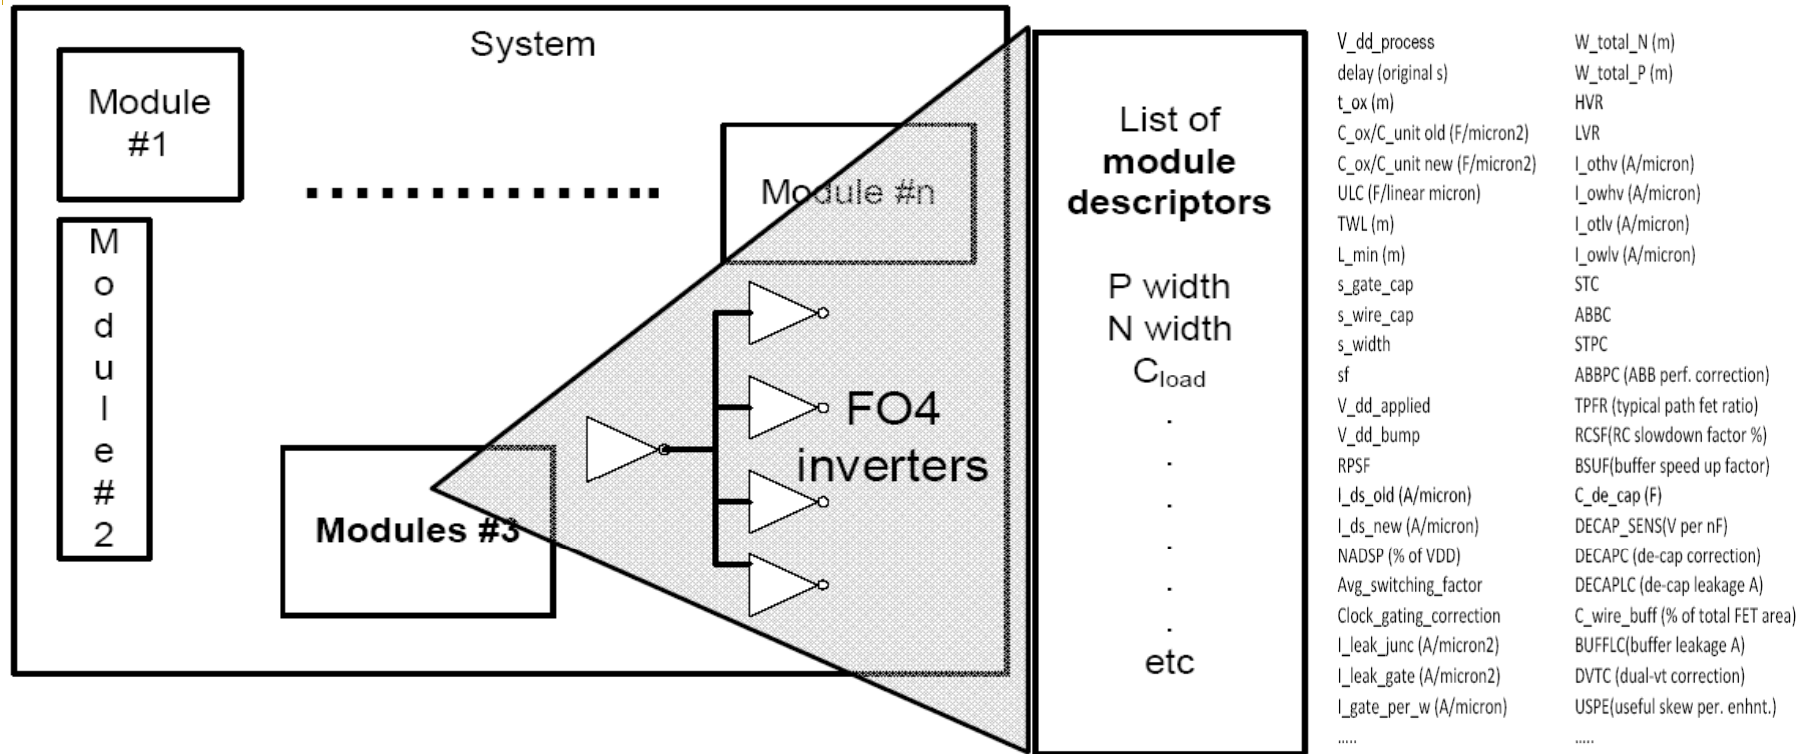 System
Module
#1
Module #n
M
o
d
u
l
e
#
2
Modules #3
FO4
inverters
List of
module
descriptors
P width
N width
Cload
.
.
.
.
.
.
etc
V_dd_process
delay (original s)
t_ox (m)
C_ox/C_unit old (F/micron2)
C_ox/C_unit new (F/micron2)
ULC (F/linear micron)
TWL (m)
L_min (m)
s_gate_cap
s_wire_cap
s_width
sf
V_dd_applied
V_dd_bump
RPSF
I_ds_old (A/micron)
I_ds_new (A/micron)
NADSP (% of VDD)
Avg_switching_factor
Clock_gating_correction
I_leak_junc (A/micron2)
I_leak_gate (A/micron2)
I_gate_per_w (A/micron)
.....
W_total_N (m)
W_total_P (m)
HVR
LVR
I_othv (A/micron)
I_owhv (A/micron)
I_otlv (A/micron)
I_owlv (A/micron)
STC
ABBC
STPC
ABBPC (ABB perf. correction)
TPFR (typical path fet ratio)
RCSF(RC slowdown factor %)
BSUF(buffer speed up factor)
C_de_cap (F)
DECAP_SENS(V per nF)
DECAPC (de-cap correction)
DECAPLC (de-cap leakage A)
C_wire_buff (% of total FET area)
BUFFLC(buffer leakage A)
DVTC (dual-vt correction)
USPE(useful skew per. enhnt.)
.....